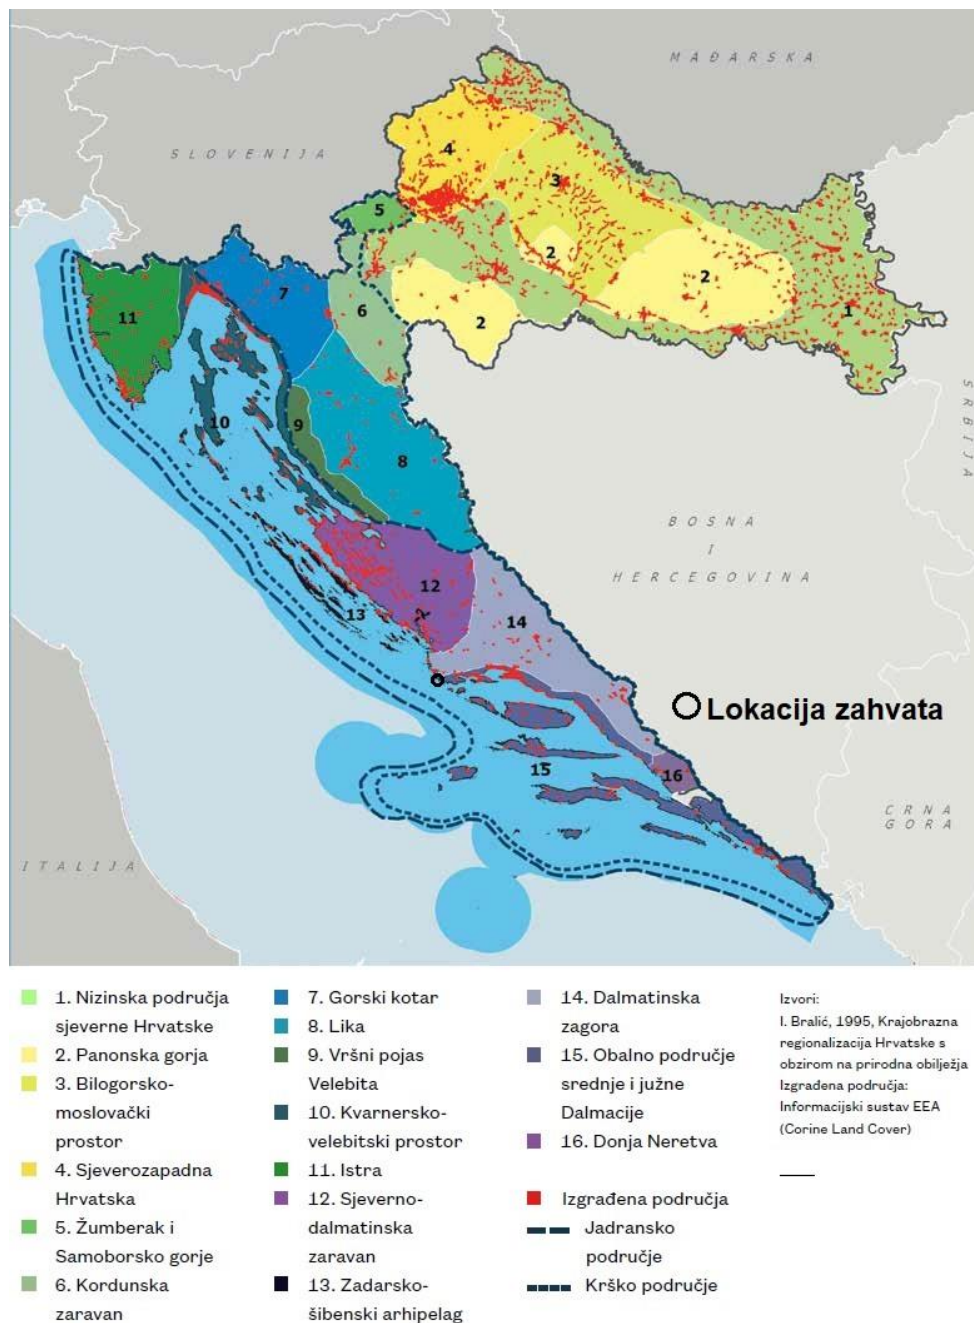 MAĐARSKA
SLOVENIJA
4
3
5
2
2
1
7
6
2
11
10
9
8
SRBIJA
BOSNA
I
HERCEGOVINA
12
13
14
Lokacija zahvata
15
16
CRNA
GORA
ITALIJA
1. Nizinska područja
sjeverne Hrvatske
2. Panonska gorja
3. Bilogorsko-
moslovački
prostor
4. Sjeverozapadna
Hrvatska
5. Žumberak i
Samoborsko gorje
6. Kordunska
zaravan
7. Gorski kotar
8. Lika
9. Vršni pojas
Velebita
10. Kvarnersko-
velebitski prostor
11. Istra
12. Sjeverno-
dalmatinska
zaravan
13. Zadarsko-
šibenski arhipelag
14. Dalmatinska
zagora
15. Obalno područje
srednje i južne
Dalmacije
16. Donja Neretva
Izgrađena područja
Jadransko
područje
Krško područje
Izvori:
I. Bralić, 1995, Krajobrazna
regionalizacija Hrvatske s
obzirom na prirodna obilježja
Izgrađena područja:
Informacijski sustav EEA
(Corine Land Cover)